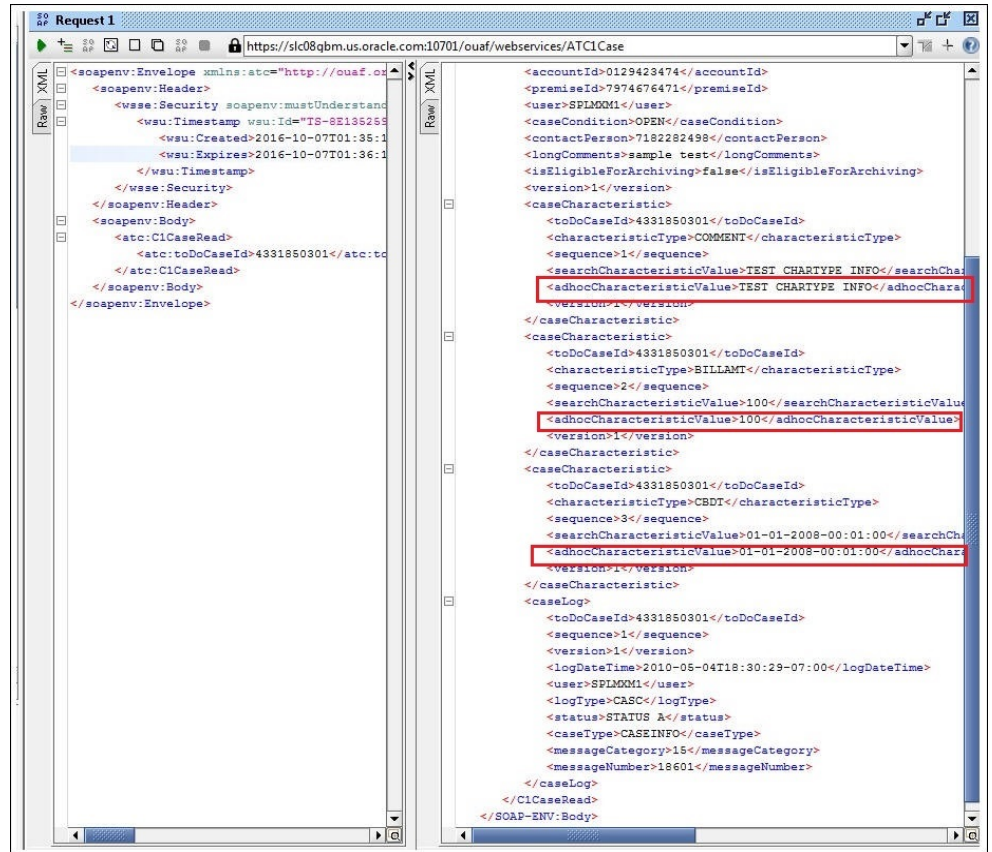 Request 1
https://slc08qbm.us.oracle.com:10701/ouaf/webservices/ATC1Case
XML
Raw
<soapenv:Envelope xmlns:atc="http://ouaf.or
<soapenv:Header>
<wsse:Security soapenv:mustUnderstand
<wsu:Timestamp wsu:Id="TS-8E135259
<wsu:Created>2016-10-07T01:35:1
<wsu:Expires>2016-10-07T01:36:1
</wsu:Timestamp>
</wsse:Security>
</soapenv:Header>
<soapenv:Body>
<atc:C1CaseRead>
<atc:toDoCaseId>4331850301</atc:to
</atc:C1CaseRead>
</soapenv:Body>
</soapenv:Envelope>
XML
Raw
<accountId>0129423474</accountId>
<premiseId>7974676471</premiseId>
<user>SPLMXM1</user>
<caseCondition>OPEN</caseCondition>
<contactPerson>7182282498</contactPerson>
<longComments>sample test</longComments>
<isEligibleForArchiving>false</isEligibleForArchiving>
<version>1</version>
<caseCharacteristic>
<toDoCaseId>4331850301</toDoCaseId>
<characteristicType>COMMENT</characteristicType>
<sequence>1</sequence>
<searchCharacteristicValue>TEST CHARTYPE INFO</searchChar
<adhocCharacteristicValue>TEST CHARTYPE INFO</adhocCharac
<version>1</version>
</caseCharacteristic>
<caseCharacteristic>
<toDoCaseId>4331850301</toDoCaseId>
<characteristicType>BILLAMT</characteristicType>
<sequence>2</sequence>
<searchCharacteristicValue>100</searchCharacteristicValue
<adhocCharacteristicValue>100</adhocCharacteristicValue>
<version>1</version>
</caseCharacteristic>
<caseCharacteristic>
<toDoCaseId>4331850301</toDoCaseId>
<characteristicType>CBDT</characteristicType>
<sequence>3</sequence>
<searchCharacteristicValue>01-01-2008-00:01:00</searchCha
<adhocCharacteristicValue>01-01-2008-00:01:00</adhocChara
<version>1</version>
</caseCharacteristic>
<caseLog>
<toDoCaseId>4331850301</toDoCaseId>
<sequence>1</sequence>
<version>1</version>
<logDateTime>2010-05-04T18:30:29-07:00</logDateTime>
<user>SPLMXM1</user>
<logType>CASC</logType>
<status>STATUS A</status>
<caseType>CASEINFO</caseType>
<messageCategory>15</messageCategory>
<messageNumber>18601</messageNumber>
</caseLog>
</C1CaseRead>
</SOAP-ENV:Body>